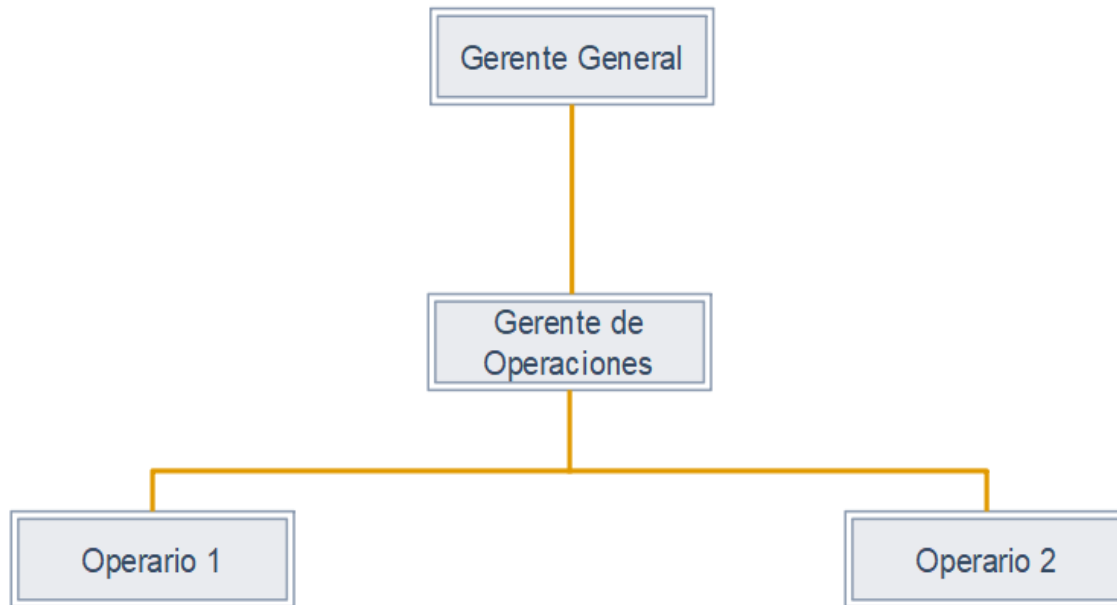 Gerente General
Gerente de
Operaciones
Operario 1
Operario 2